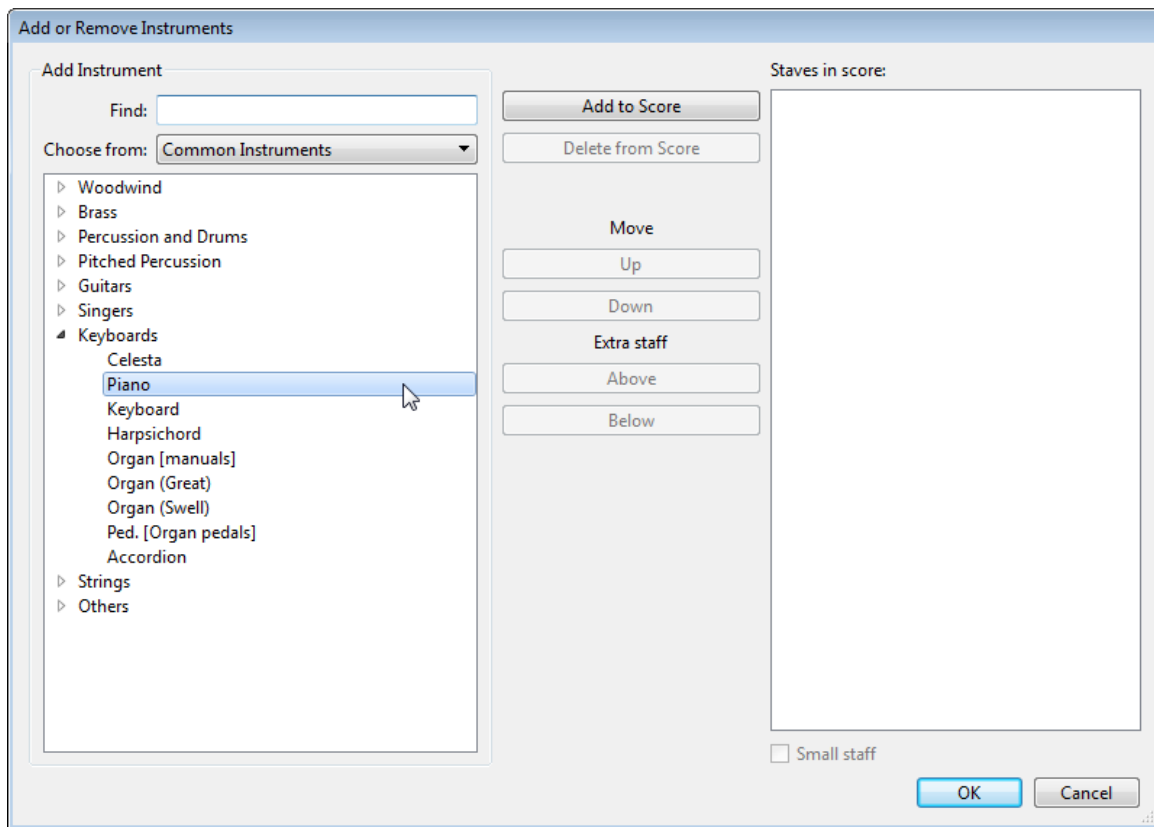 Add or Remove Instruments
Add Instrument
Find:
Choose from: Common Instruments
Woodwind
Brass
Percussion and Drums
Pitched Percussion
Guitars
Singers
Keyboards
Celesta
Piano
Keyboard
Harpsichord
Organ [manuals]
Organ (Great)
Organ (Swell)
Ped. [Organ pedals]
Accordion
Strings
Others
Add to Score
Delete from Score
Move
Up
Down
Extra staff
Above
Below
Staves in score:
Small staff
OK
Cancel